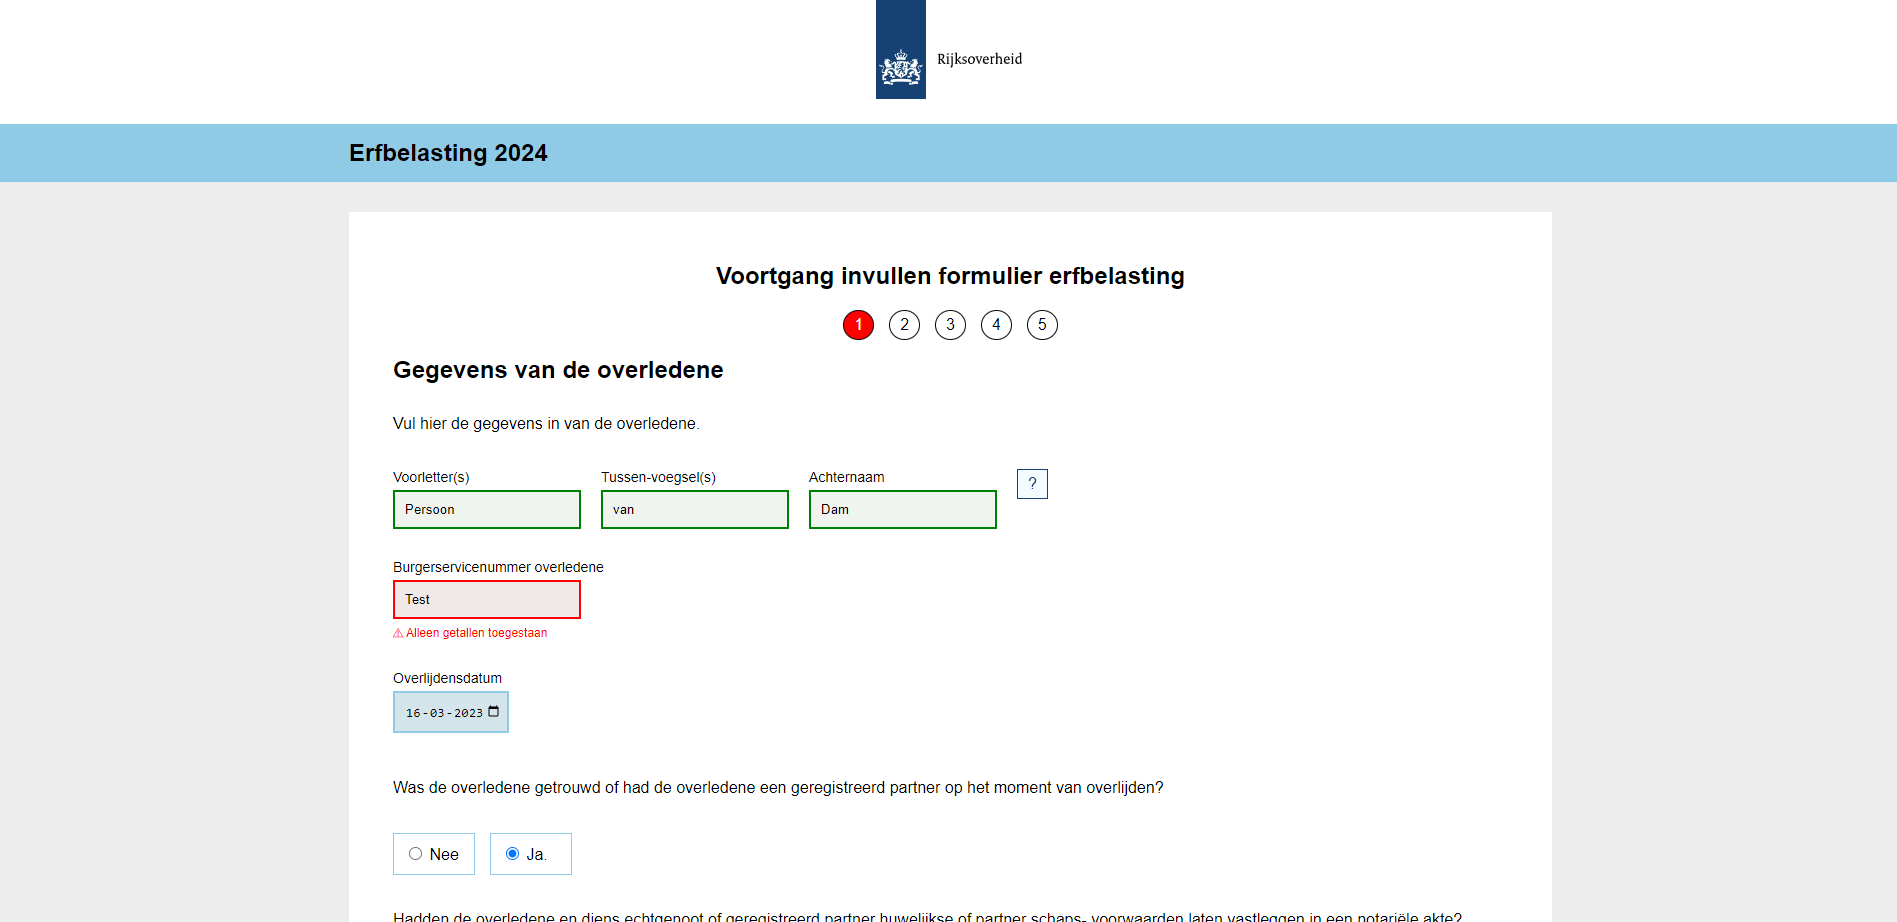 Rijksoverheid
Erfbelasting 2024
Voortgang invullen formulier erfbelasting
1 2 3 4 5
Gegevens van de overledene
Vul hier de gegevens in van de overledene.
Voorletter(s) Tussen-voegsel(s) Achternaam
?
Persoon van Dam
Burgerservicenummer overledene
Test
⚠ Alleen getallen toegestaan
Overlijdensdatum
16-03-2023
Was de overledene getrouwd of had de overledene een geregistreerd partner op het moment van overlijden?
Nee Ja.
Hadden de overledene en diens echtgenoot of geregistreerd partner huwelijkse of partner schaps- voorwaarden laten vastleggen in een notariële akte?